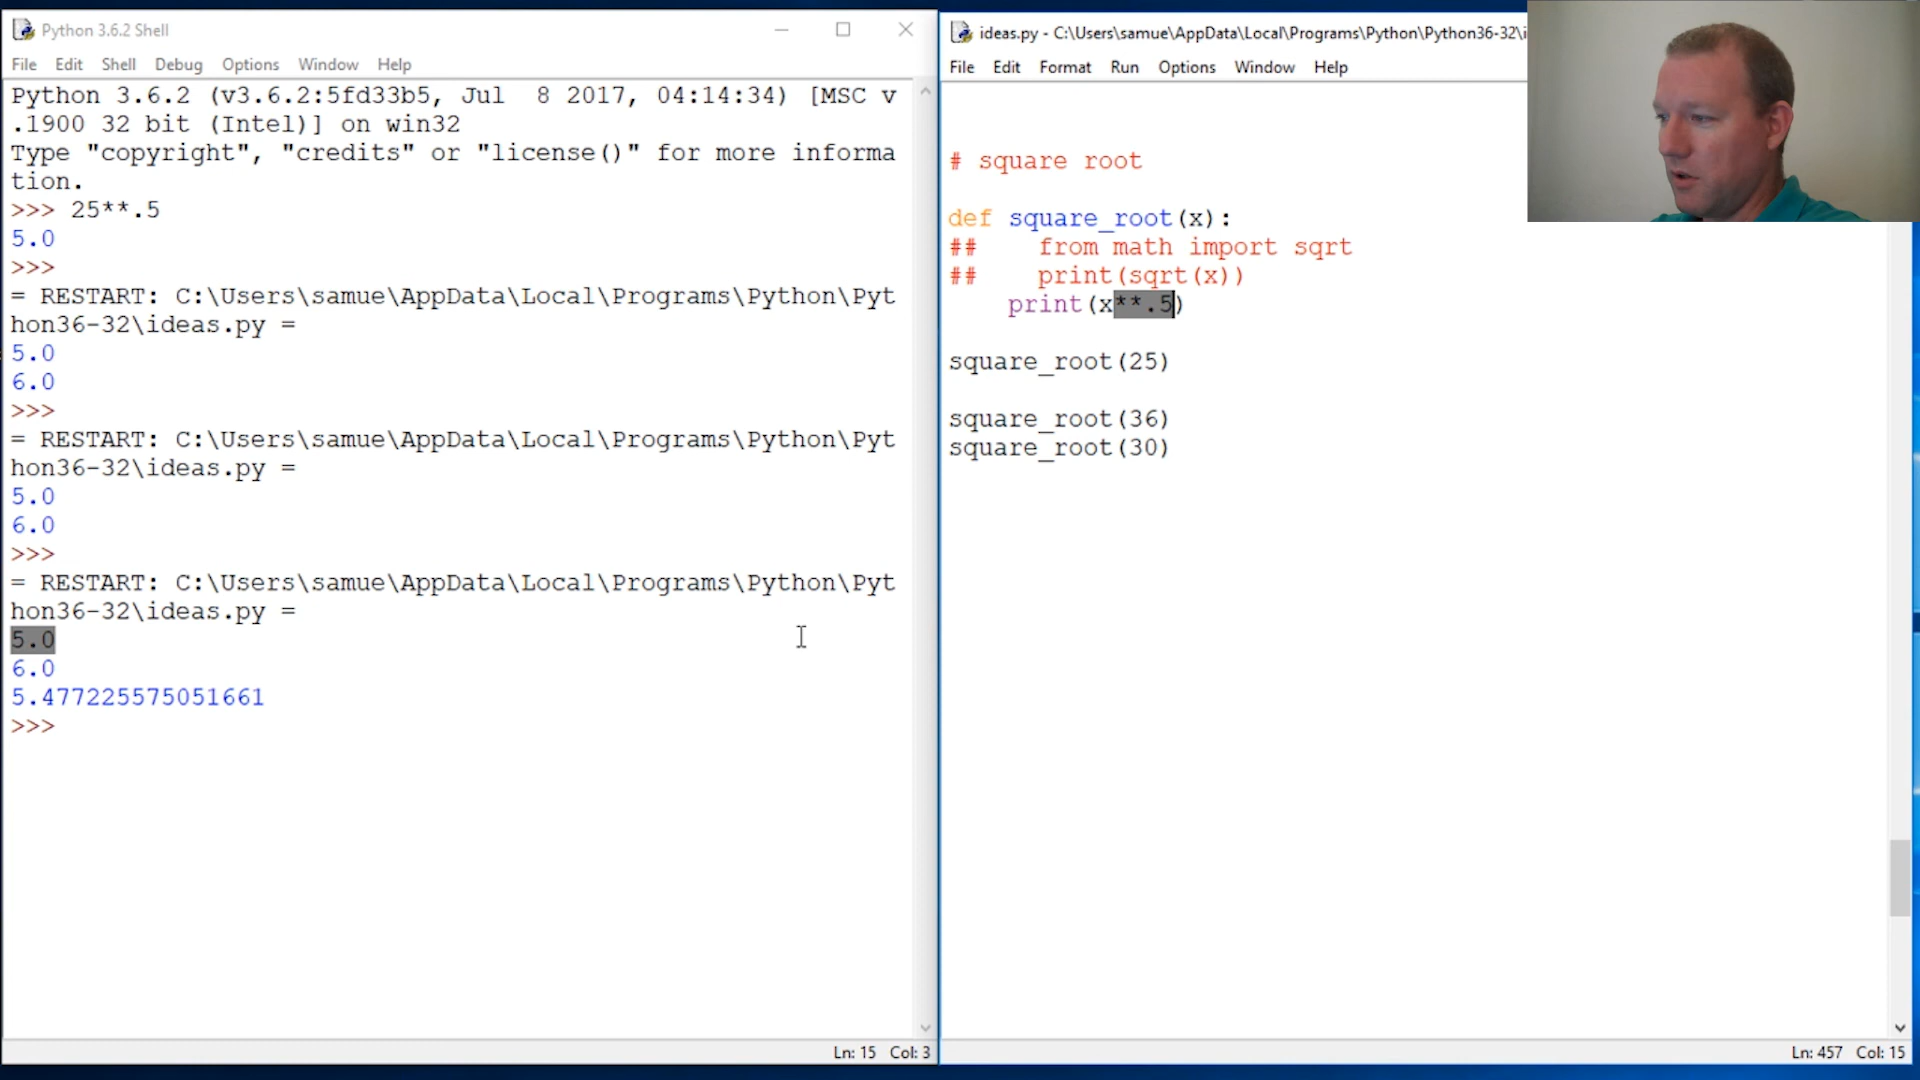 Python 3.6.2 Shell
File Edit Shell Debug Options Window Help
Python 3.6.2 (v3.6.2:5fd33b5, Jul  8 2017, 04:14:34) [MSC v
.1900 32 bit (Intel)] on win32
Type "copyright", "credits" or "license()" for more informa
tion.
>>> 25**.5
5.0
>>>
= RESTART: C:\Users\samue\AppData\Local\Programs\Python\Pyt
hon36-32\ideas.py =
5.0
6.0
>>>
= RESTART: C:\Users\samue\AppData\Local\Programs\Python\Pyt
hon36-32\ideas.py =
5.0
6.0
>>>
= RESTART: C:\Users\samue\AppData\Local\Programs\Python\Pyt
hon36-32\ideas.py =
5.0
6.0
5.477225575051661
>>>
Ln: 15 Col: 3
ideas.py - C:\Users\samue\AppData\Local\Programs\Python\Python36-32\i
File Edit Format Run Options Window Help
# square root
def square_root(x):
##    from math import sqrt
##    print(sqrt(x))
    print(x**.5)
square_root(25)
square_root(36)
square_root(30)
Ln: 457 Col: 15